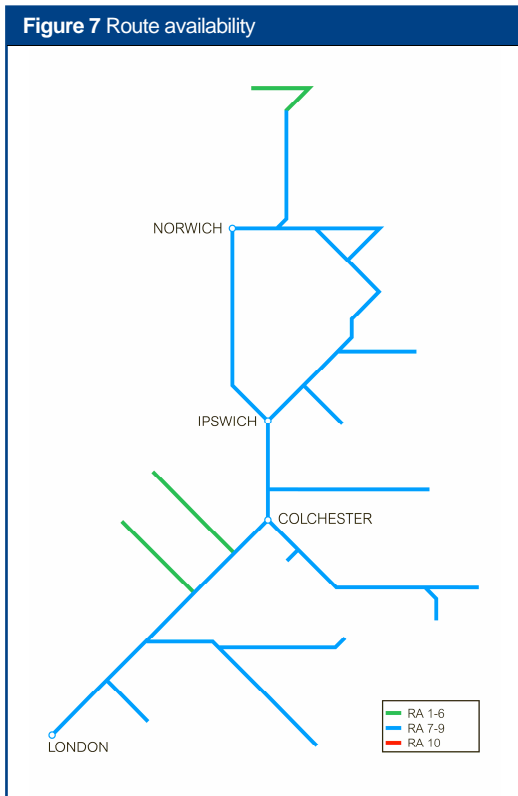 Figure 7 Route availability
NORWICH
IPSWICH
COLCHESTER
LONDON
RA 1-6
RA 7-9
RA 10